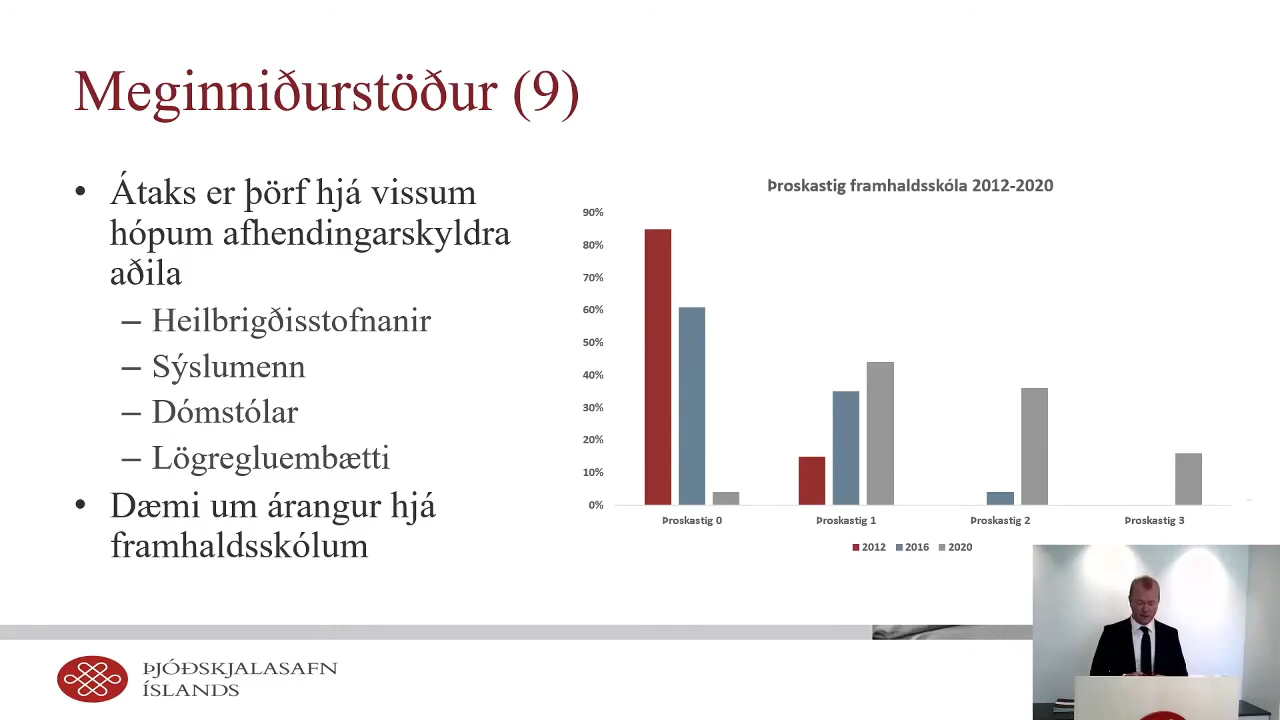 Meginniðurstöður (9)
• Átaks er þörf hjá vissum
hópum afhendingarskyldra
aðila
– Heilbrigðisstofnanir
– Sýslumenn
– Dómstólar
– Lögregluembætti
• Dæmi um árangur hjá
framhaldsskólum
Þroskastig framhaldsskóla 2012-2020
90%
80%
70%
60%
50%
40%
30%
20%
10%
0%
Þroskastig 0 Þroskastig 1 Þroskastig 2 Þroskastig 3
2012 2016 2020
ÞJÓÐSKJALASAFN
ÍSLANDS